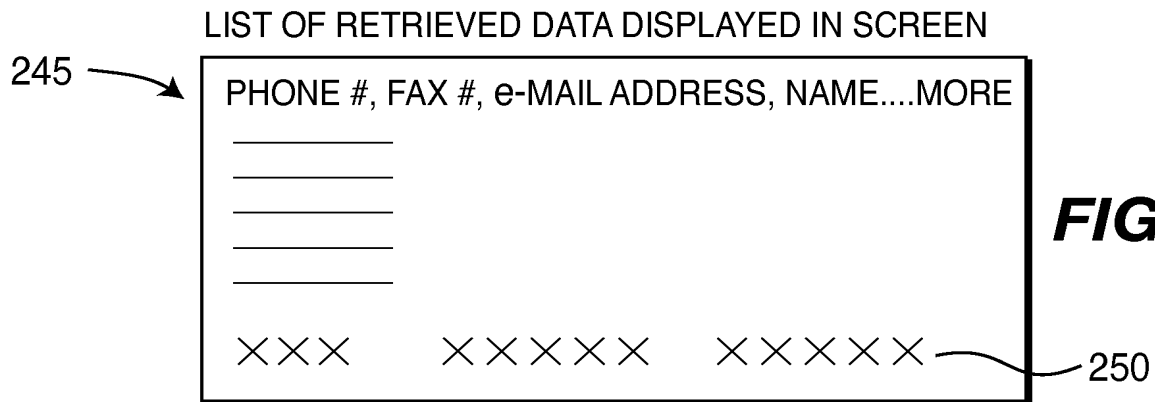 LIST OF RETRIEVED DATA DISPLAYED IN SCREEN
245
PHONE #, FAX #, e-MAIL ADDRESS, NAME....MORE
FIG
XXX XXXXX XXXXX
250